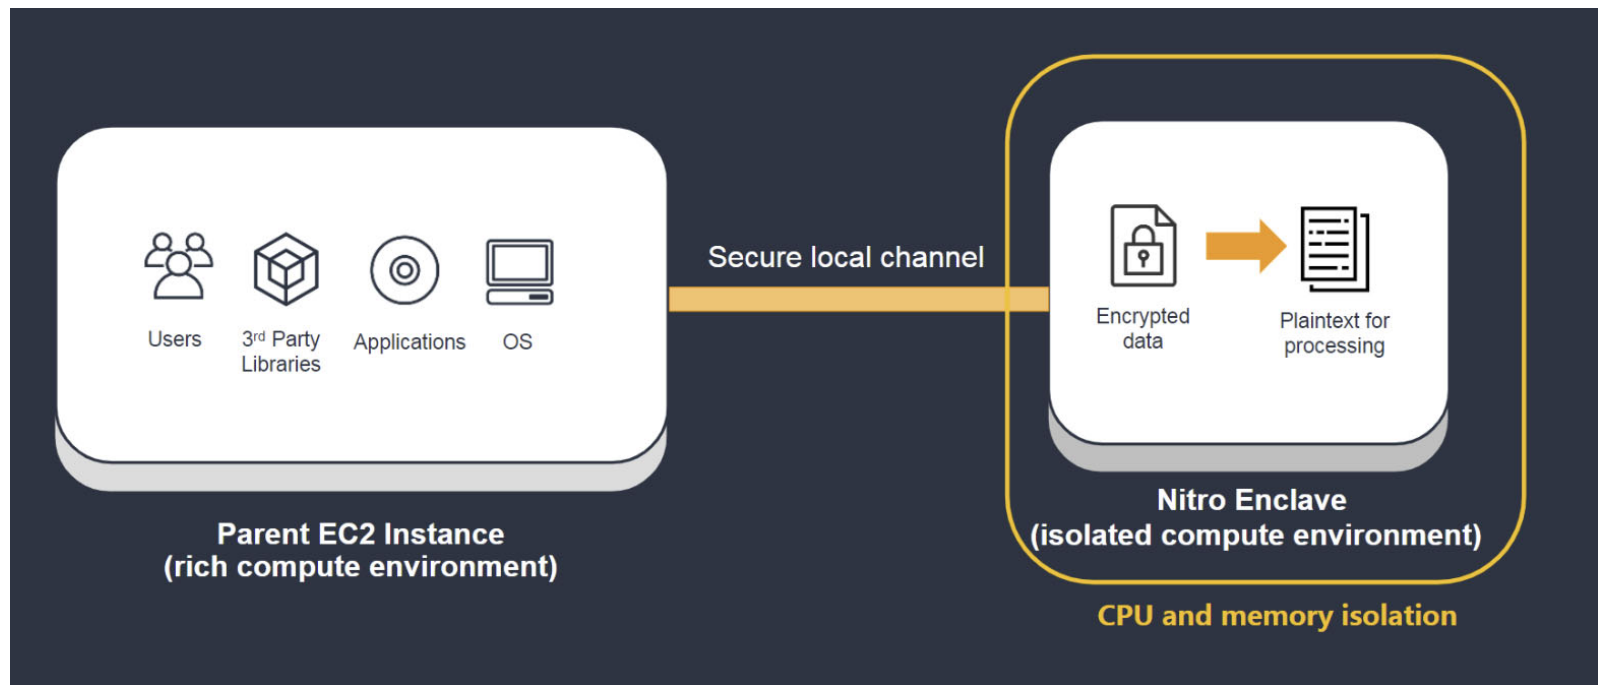 Users
3rd Party
Libraries
Applications
OS
Parent EC2 Instance
(rich compute environment)
Secure local channel
Encrypted
data
Plaintext for
processing
Nitro Enclave
(isolated compute environment)
CPU and memory isolation